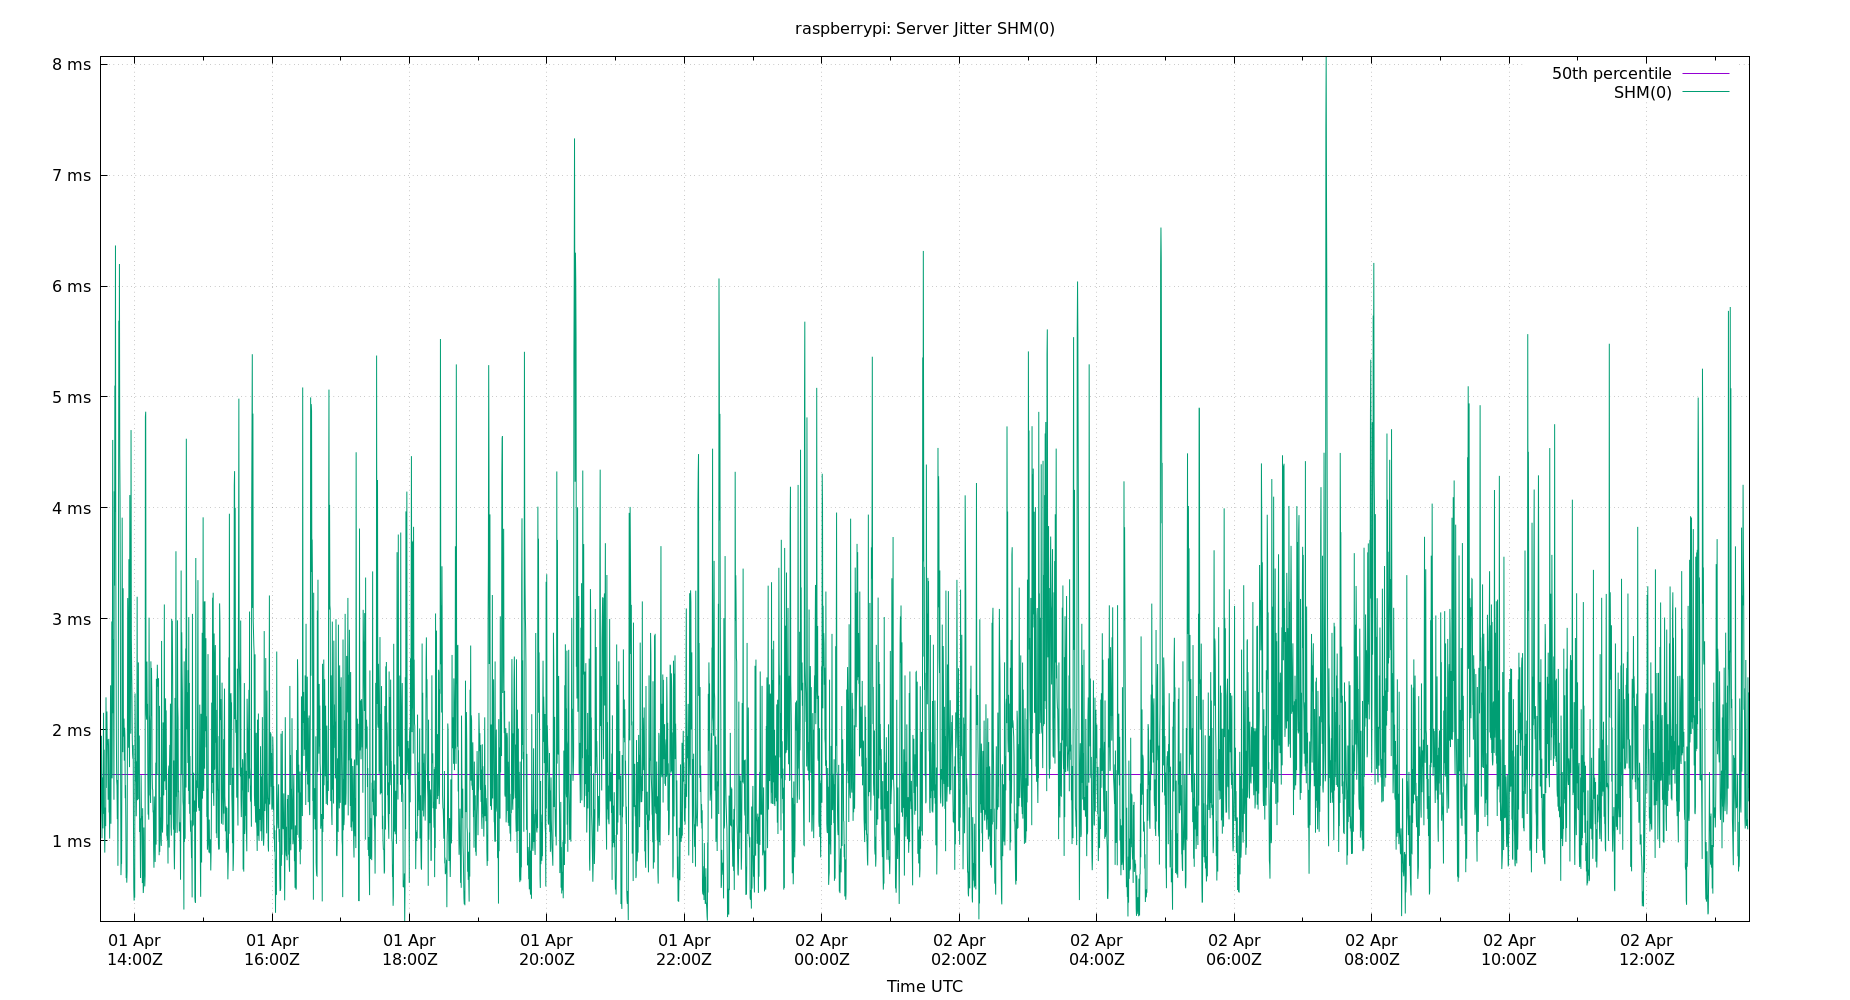 raspberrypi: Server Jitter SHM(0)
8 ms
7 ms
6 ms
5 ms
4 ms
3 ms
2 ms
1 ms
50th percentile
SHM(0)
01 Apr 01 Apr 01 Apr 01 Apr 01 Apr 02 Apr 02 Apr 02 Apr 02 Apr 02 Apr 02 Apr 02 Apr
14:00Z 16:00Z 18:00Z 20:00Z 22:00Z 00:00Z 02:00Z 04:00Z 06:00Z 08:00Z 10:00Z 12:00Z
Time UTC